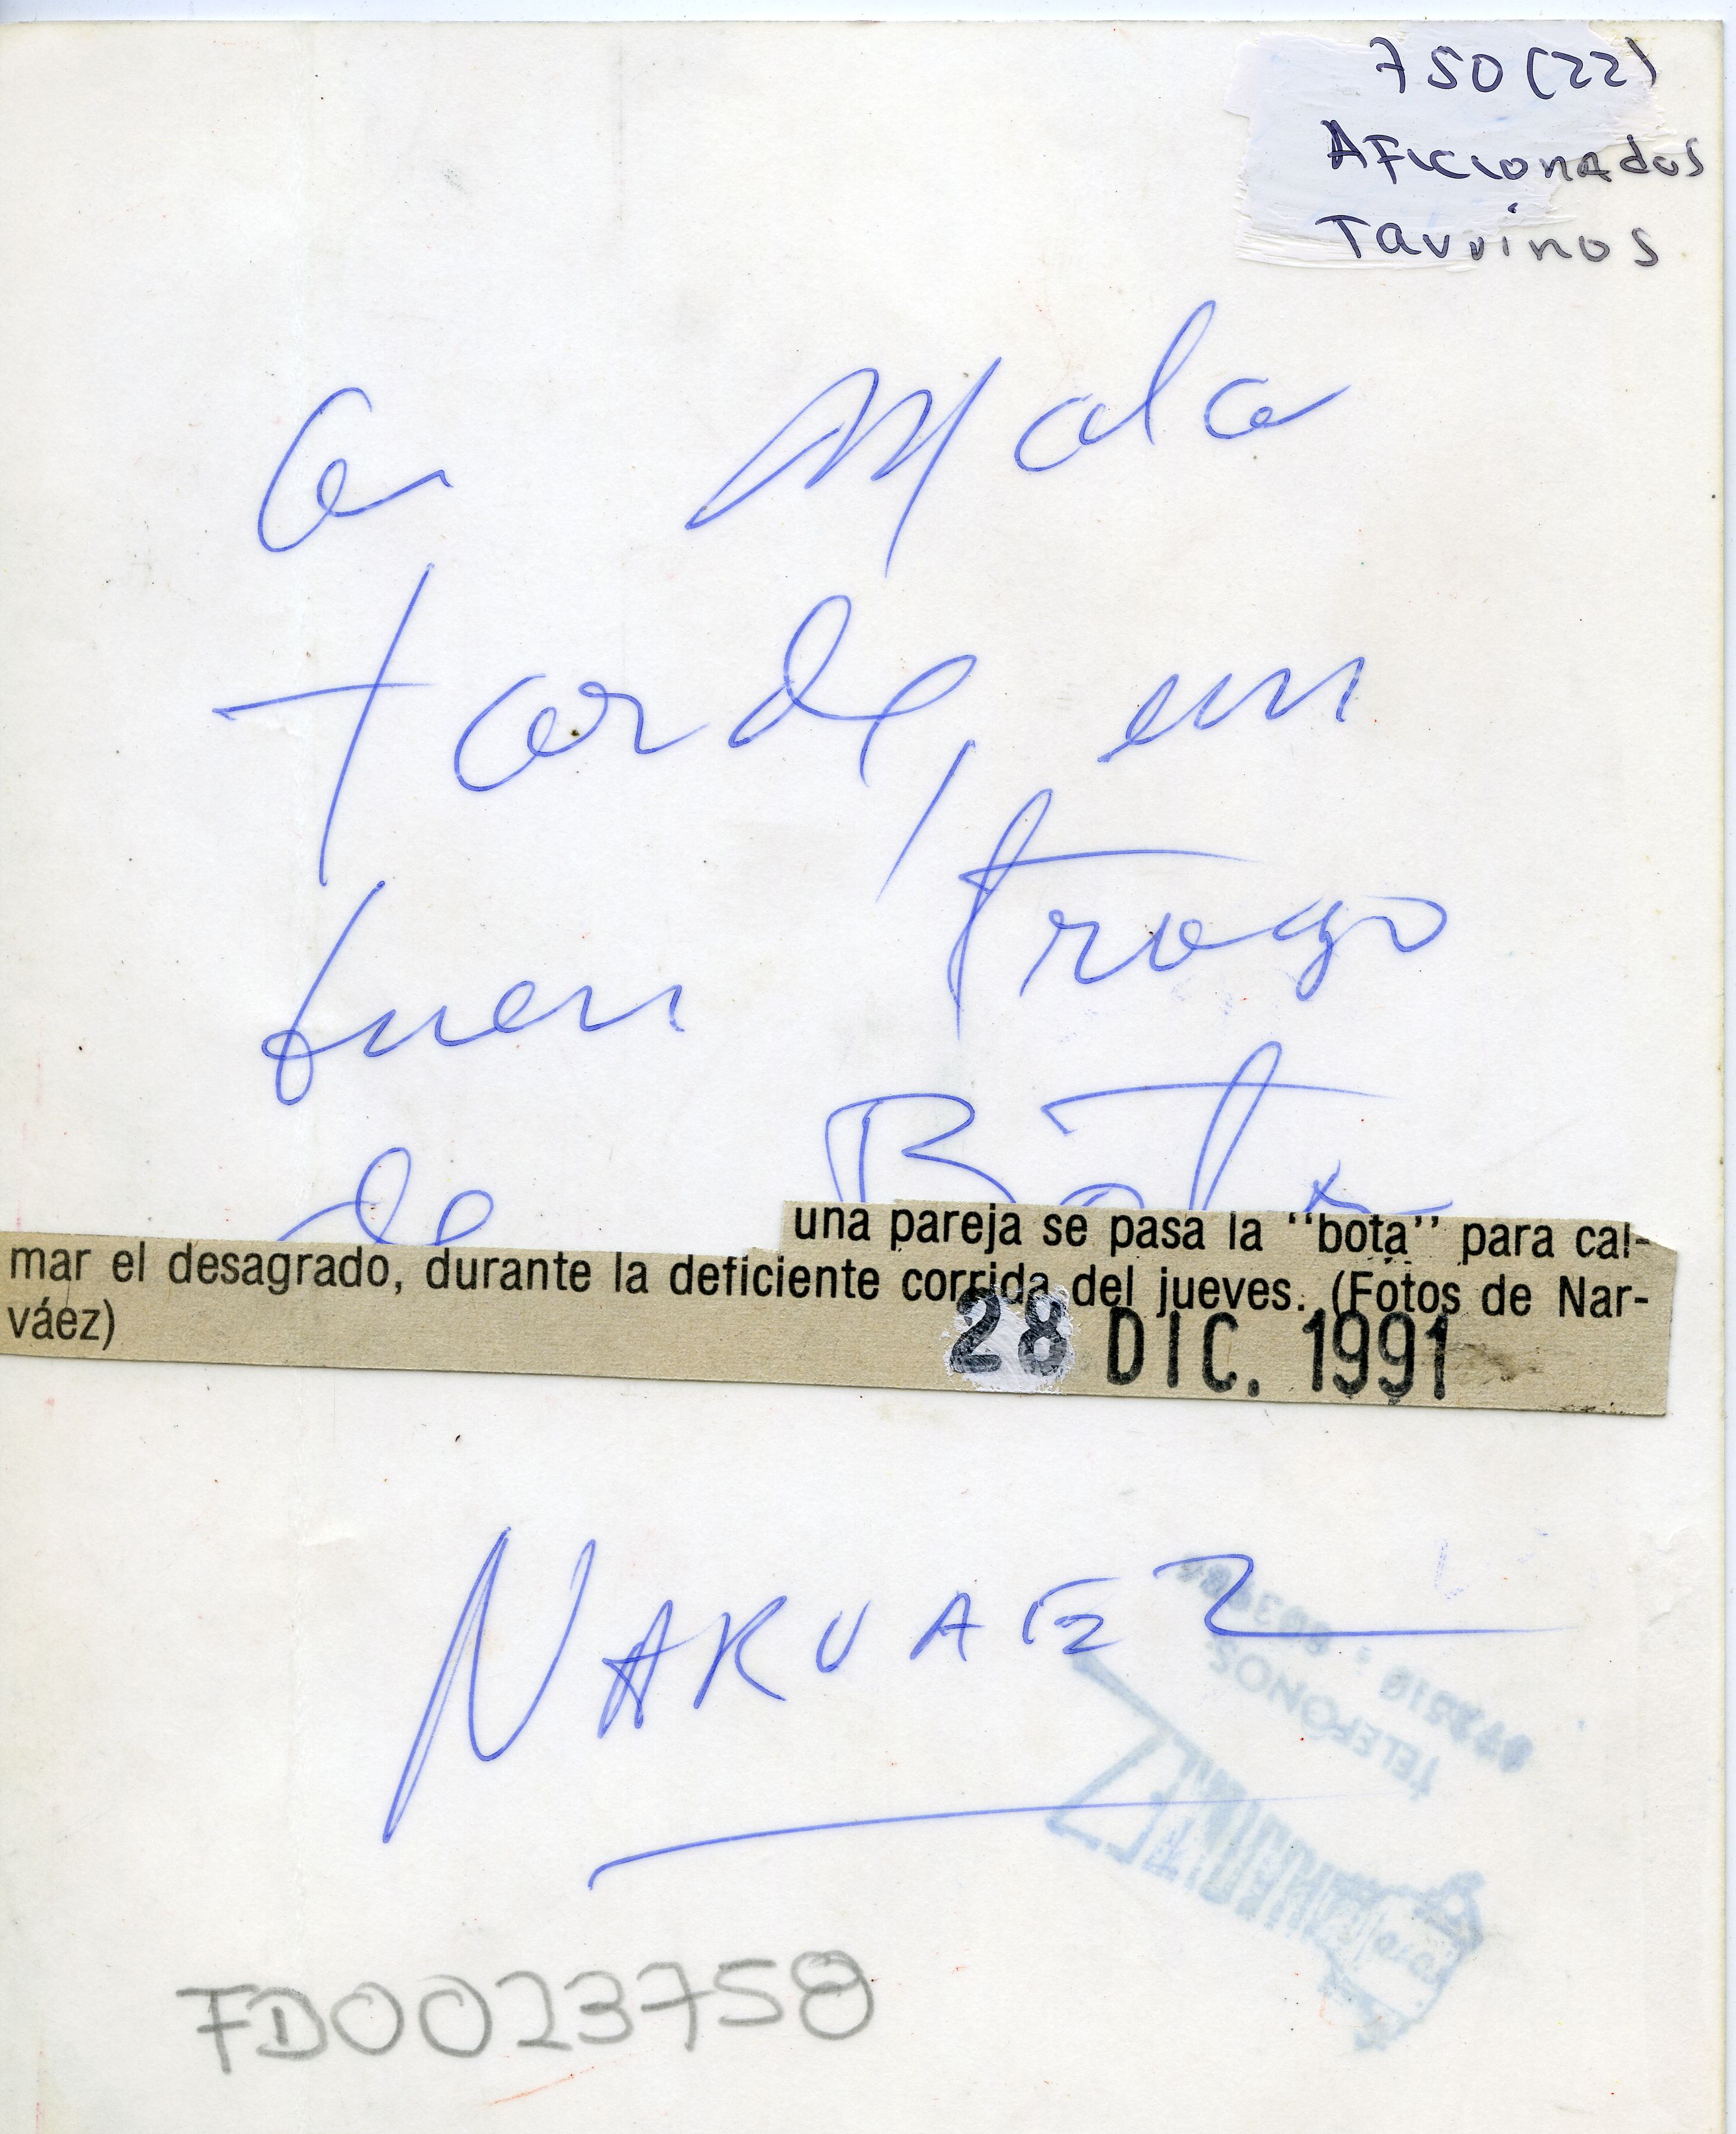 750 (22)
Aficionados
Taurinos
a Mala
tarde, un
buen trago
de Bota
una pareja se pasa la "bota" para cal-
mar el desagrado, durante la deficiente corrida del jueves. (Fotos de Nar-
váez)
28 DIC. 1991
NARVAEZ
TELEFONOS
FD0023758